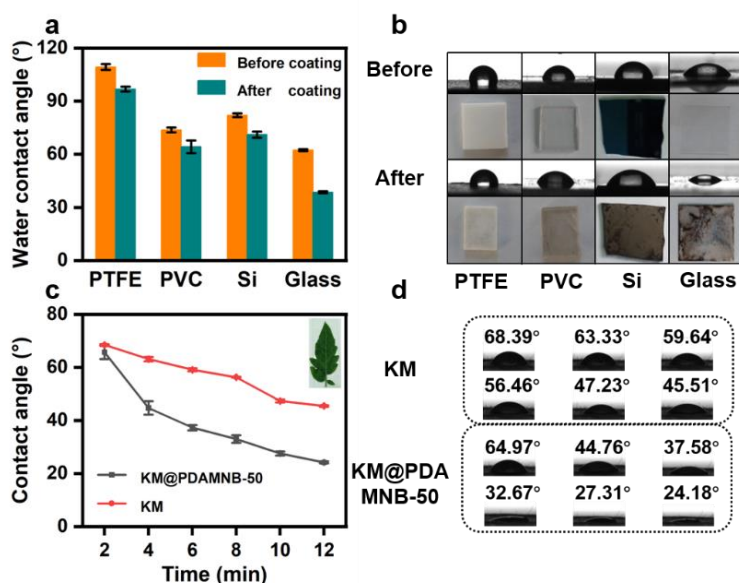 a
Water contact angle (°)
120
90
60
30
0
Before coating
After coating
PTFE PVC Si Glass
b
Before
After
PTFE PVC Si Glass
c
Contact angle (°)
80
60
40
20
0
KM@PDAMNB-50
KM
2 4 6 8 10 12
Time (min)
d
KM
68.39° 63.33° 59.64°
56.46° 47.23° 45.51°
KM@PDA
MNB-50
64.97° 44.76° 37.58°
32.67° 27.31° 24.18°